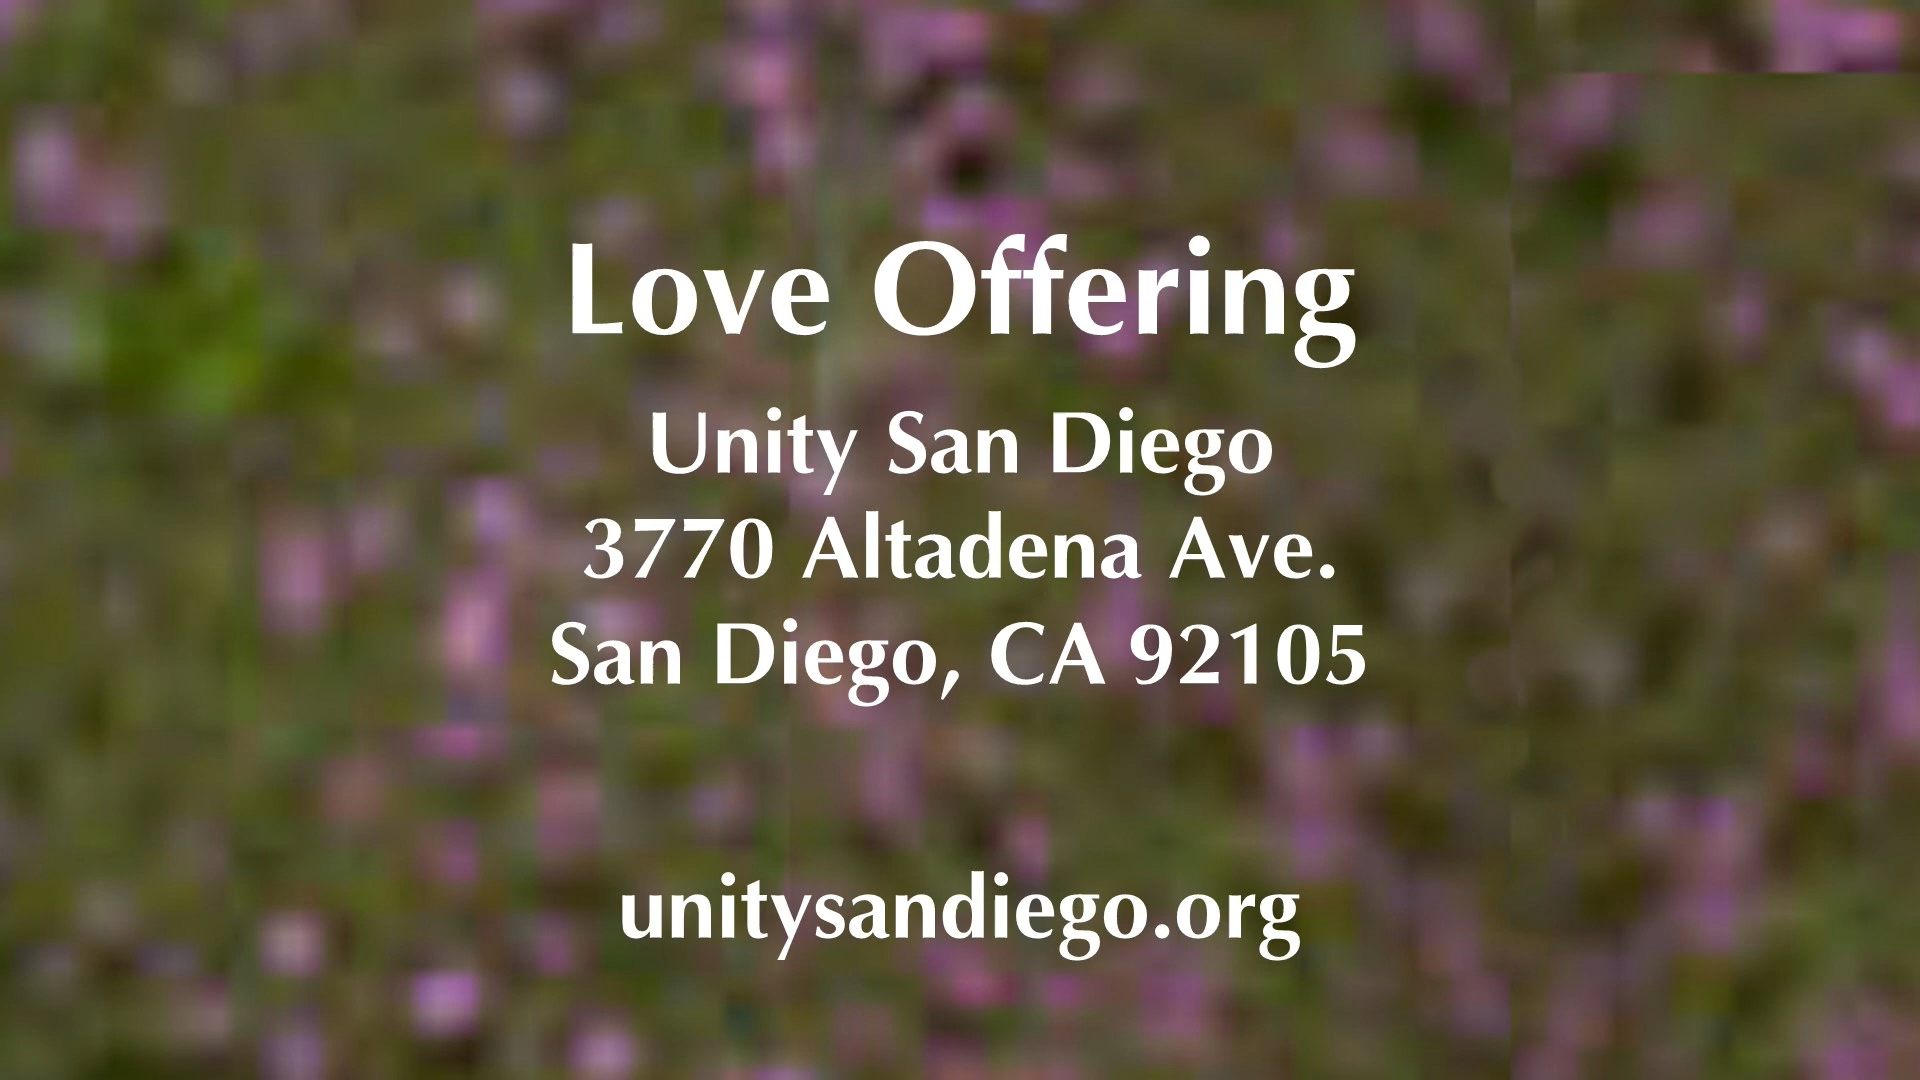 Love Offering
Unity San Diego
3770 Altadena Ave.
San Diego, CA 92105
unitysandiego.org